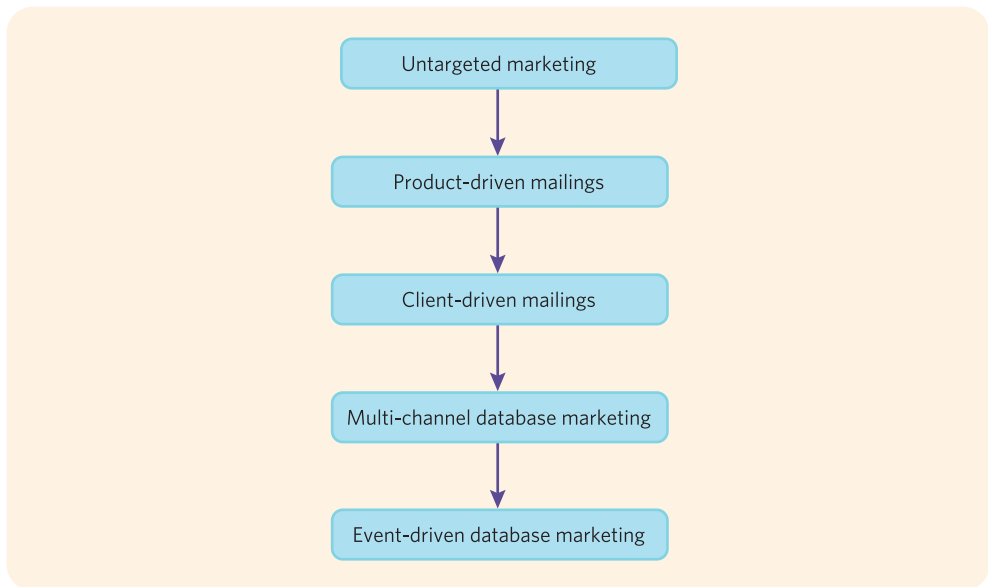 Untargeted marketing
Product-driven mailings
Client-driven mailings
Multi-channel database marketing
Event-driven database marketing